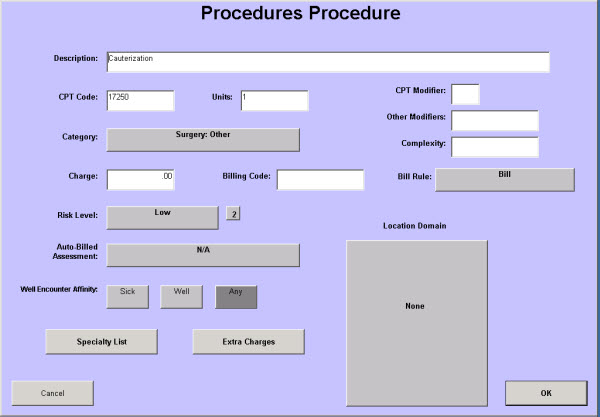 Procedures Procedure
Description: Cauterization
CPT Code: 17250 Units: 1 CPT Modifier:
Other Modifiers:
Category: Surgery: Other
Complexity:
Charge: .00 Billing Code: Bill Rule: Bill
Risk Level: Low 2
Location Domain
Auto-Billed
Assessment: N/A
Well Encounter Affinity: Sick Well Any
None
Specialty List Extra Charges
Cancel OK